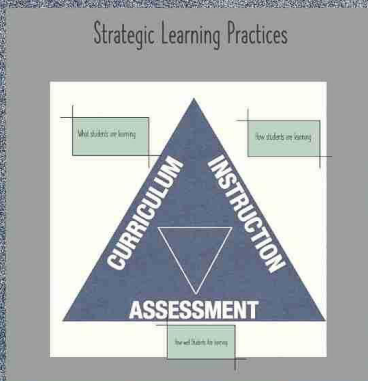 Strategic Learning Practices
What students are learning
how students are learning
CURRICULUM
INSTRUCTION
ASSESSMENT
how well Students Are learning